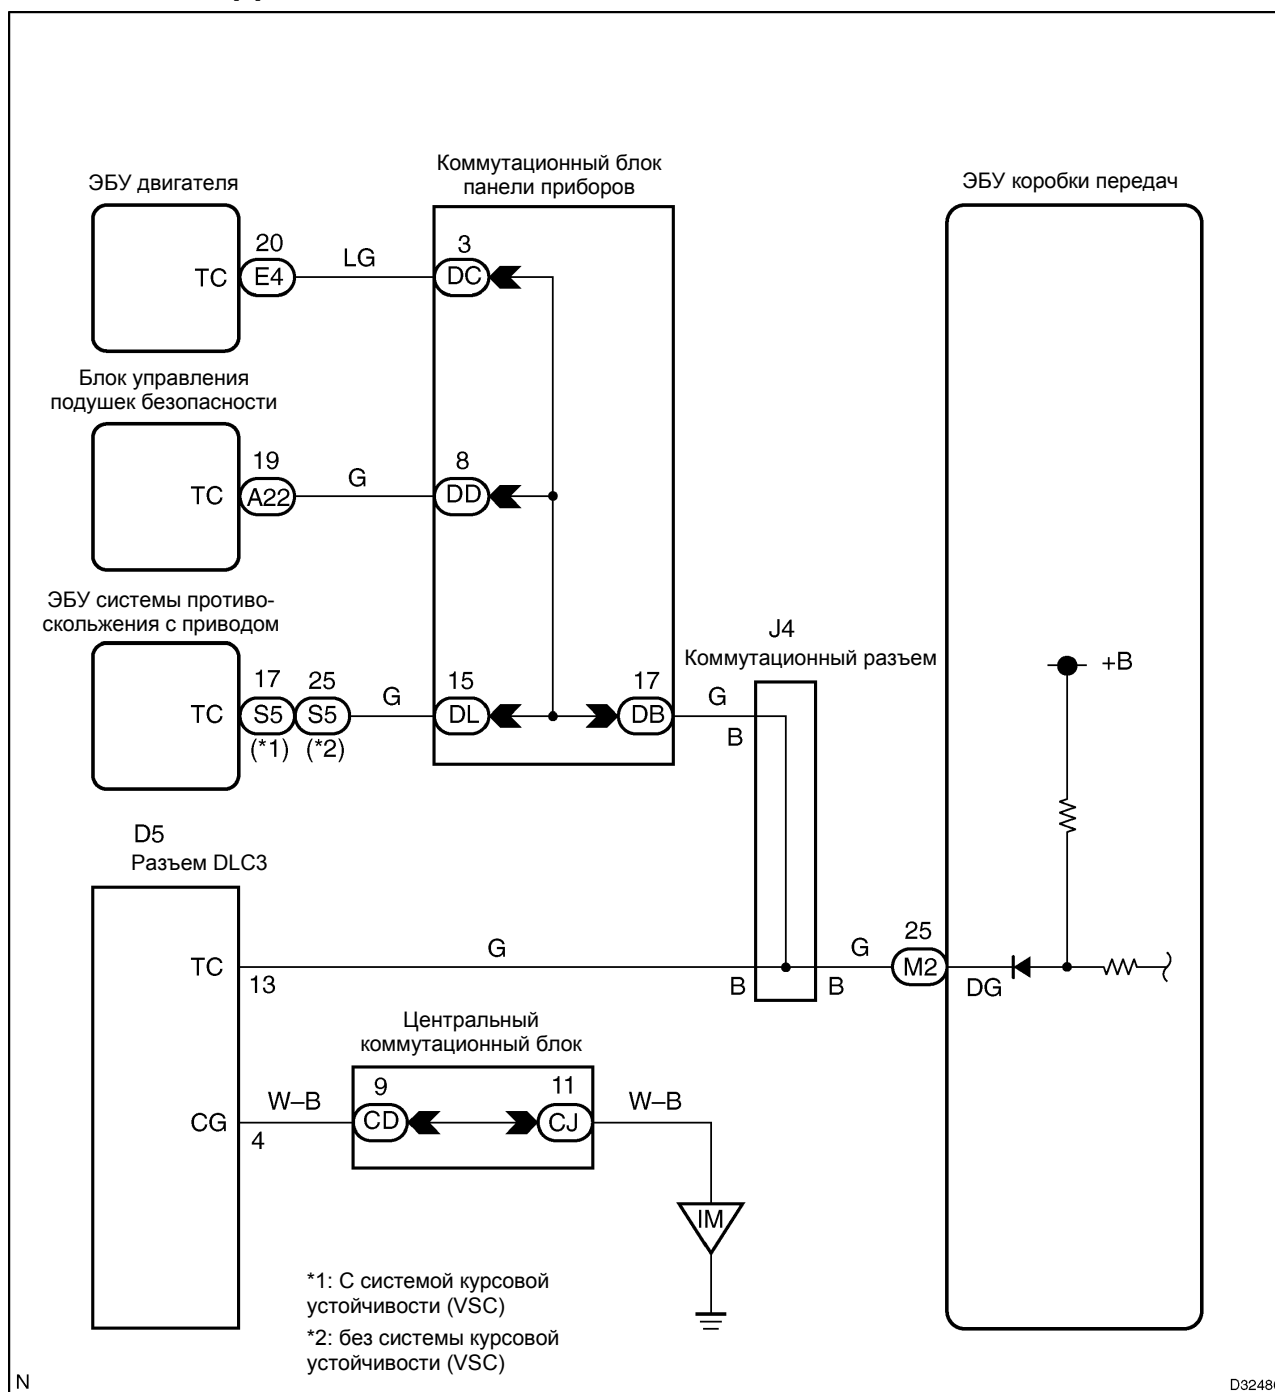 Коммутационный блок
панели приборов
ЭБУ двигателя
ЭБУ коробки передач
20
3
LG
TC
E4
DC
Блок управления
подушек безопасности
19
8
G
TC
A22
DD
ЭБУ системы противо-
скольжения с приводом
J4
Коммутационный разъем
+B
17
25
15
17
G
G
TC
S5
S5
DL
DB
B
(*1)
(*2)
D5
Разъем DLC3
25
G
G
TC
M2
13
B
B
DG
Центральный
коммутационный блок
9
11
W–B
W–B
CG
CD
CJ
4
IM
*1: С системой курсовой
устойчивости (VSC)
*2: без системы курсовой
устойчивости (VSC)
N